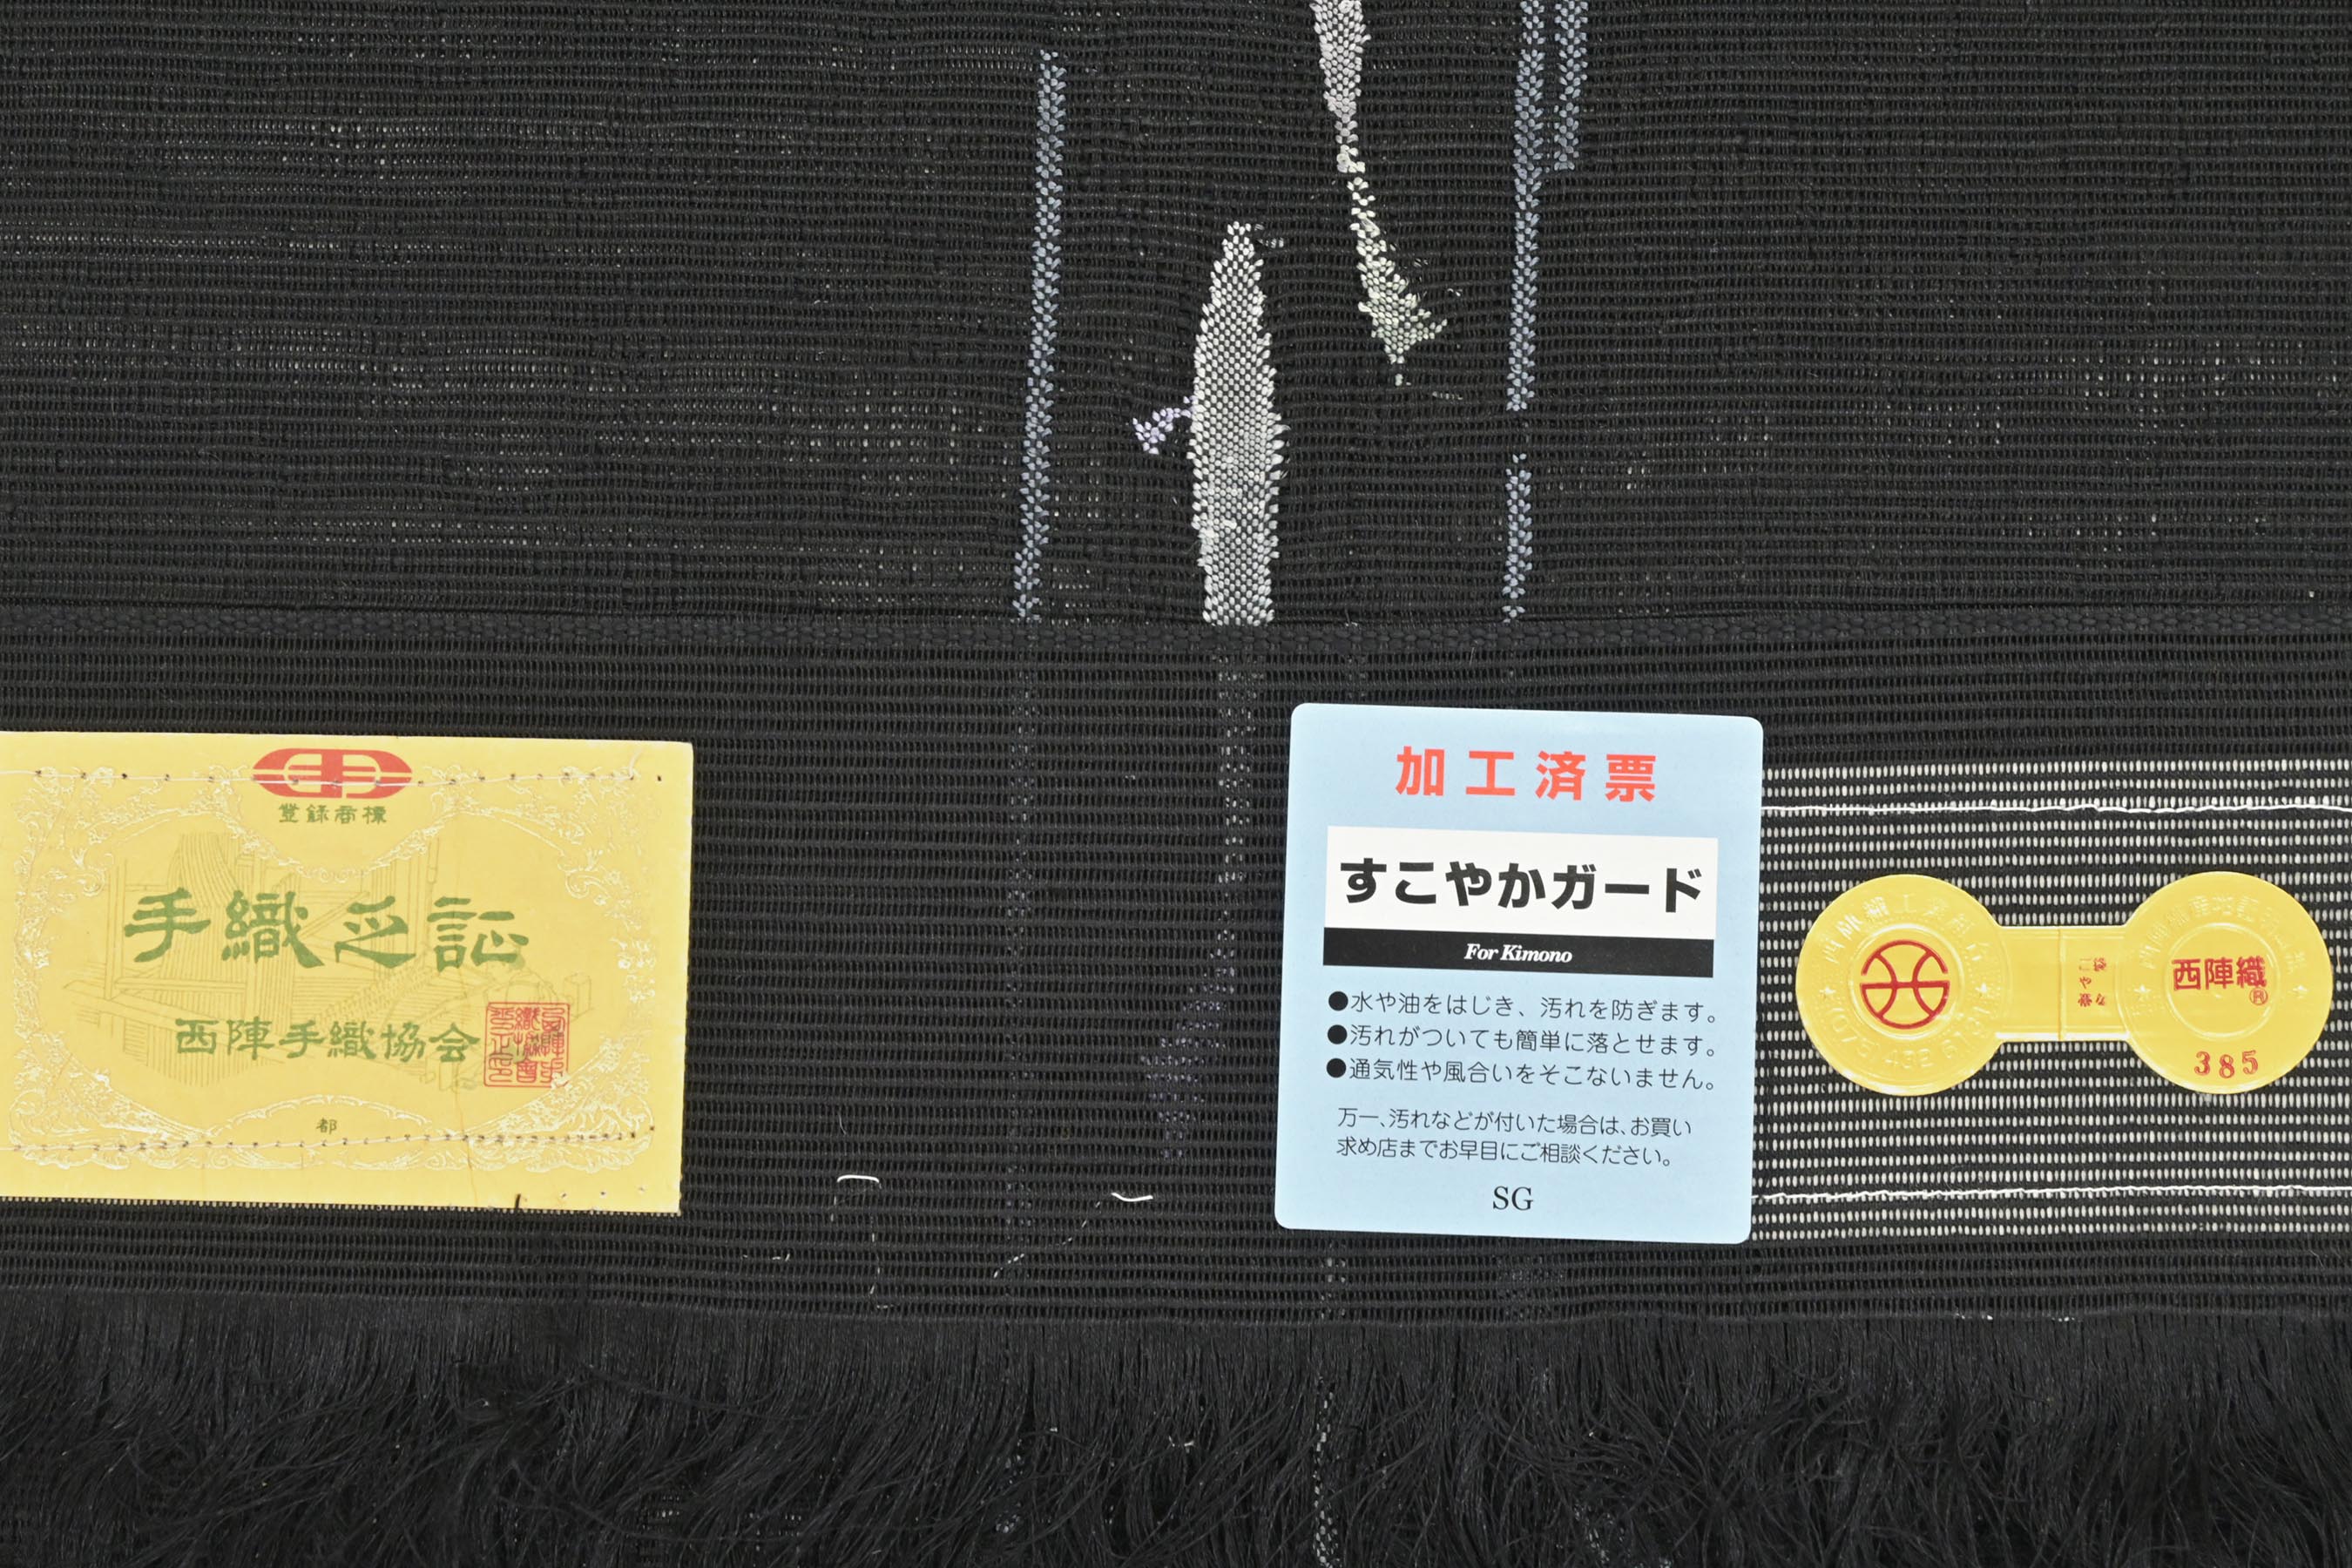 登録商標
手織之証
西陣手織協会
都
加工済票
すこやかガード
For Kimono
●水や油をはじき、汚れを防ぎます。
●汚れがついても簡単に落とせます。
●通気性や風合いをそこないません。
万一、汚れなどが付いた場合は、お買い
求め店までお早目にご相談ください。
SG
西陣織®
385